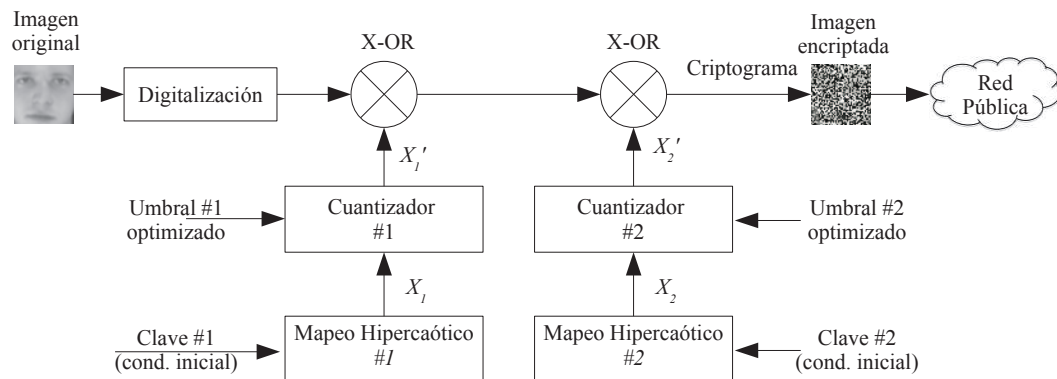 Imagen
original
X-OR
X-OR
Imagen
encriptada
Digitalización
Criptograma
Red
Pública
X₁'
X₂'
Umbral #1
optimizado
Cuantizador
#1
Cuantizador
#2
Umbral #2
optimizado
X₁
X₂
Clave #1
(cond. inicial)
Mapeo Hipercaótico
#1
Mapeo Hipercaótico
#2
Clave #2
(cond. inicial)